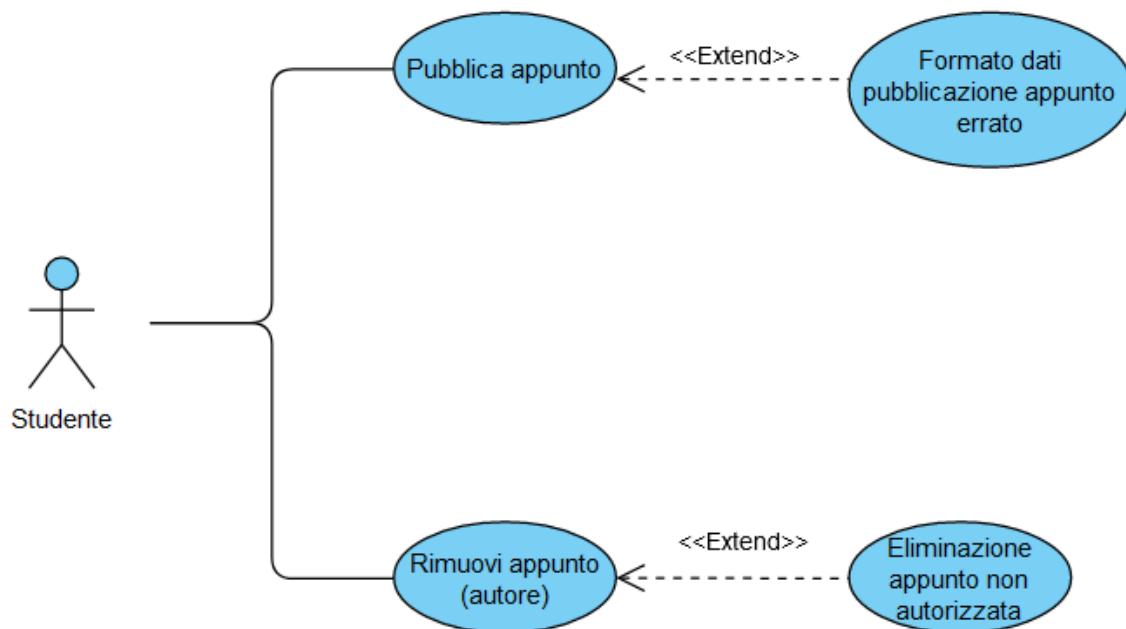 Pubblica appunto
<<Extend>>
Formato dati
pubblicazione appunto
errato
Studente
Rimuovi appunto
(autore)
<<Extend>>
Eliminazione
appunto non
autorizzata